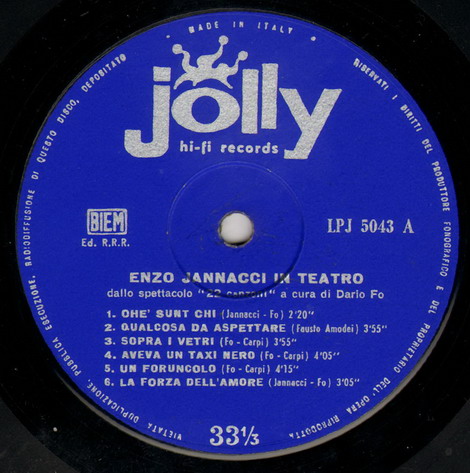 • MADE IN ITALY •
RISERVATI I DIRITTI DEL PRODUTTORE FONOGRAFICO E DEL PROPRIETARIO DELL'OPERA RIPRODOTTA
VIETATA DUPLICAZIONE, PUBBLICA ESECUZIONE, RADIODIFFUSIONE DI QUESTO DISCO, DEPOSITATO
jolly
hi-fi records
BIEM
Ed. R.R.R.
LPJ 5043 A
ENZO JANNACCI IN TEATRO
dallo spettacolo "22 canzoni" a cura di Dario Fo
1. OHE' SUNT CHI (Jannacci - Fo) 2'20"
2. QUALCOSA DA ASPETTARE (Fausto Amodei) 3'55"
3. SOPRA I VETRI (Fo - Carpi) 3'55"
4. AVEVA UN TAXI NERO (Fo - Carpi) 4'05"
5. UN FORUNCOLO (Fo - Carpi) 4'15"
6. LA FORZA DELL'AMORE (Jannacci - Fo) 3'05"
33⅓